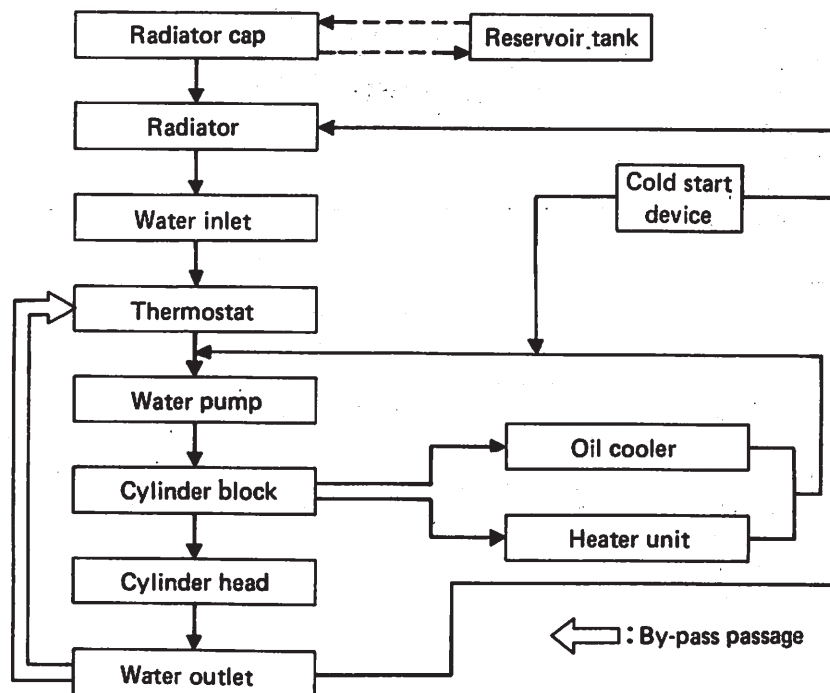 Radiator cap
Reservoir tank
Radiator
Cold start
device
Water inlet
Thermostat
Water pump
Oil cooler
Cylinder block
Heater unit
Cylinder head
: By-pass passage
Water outlet